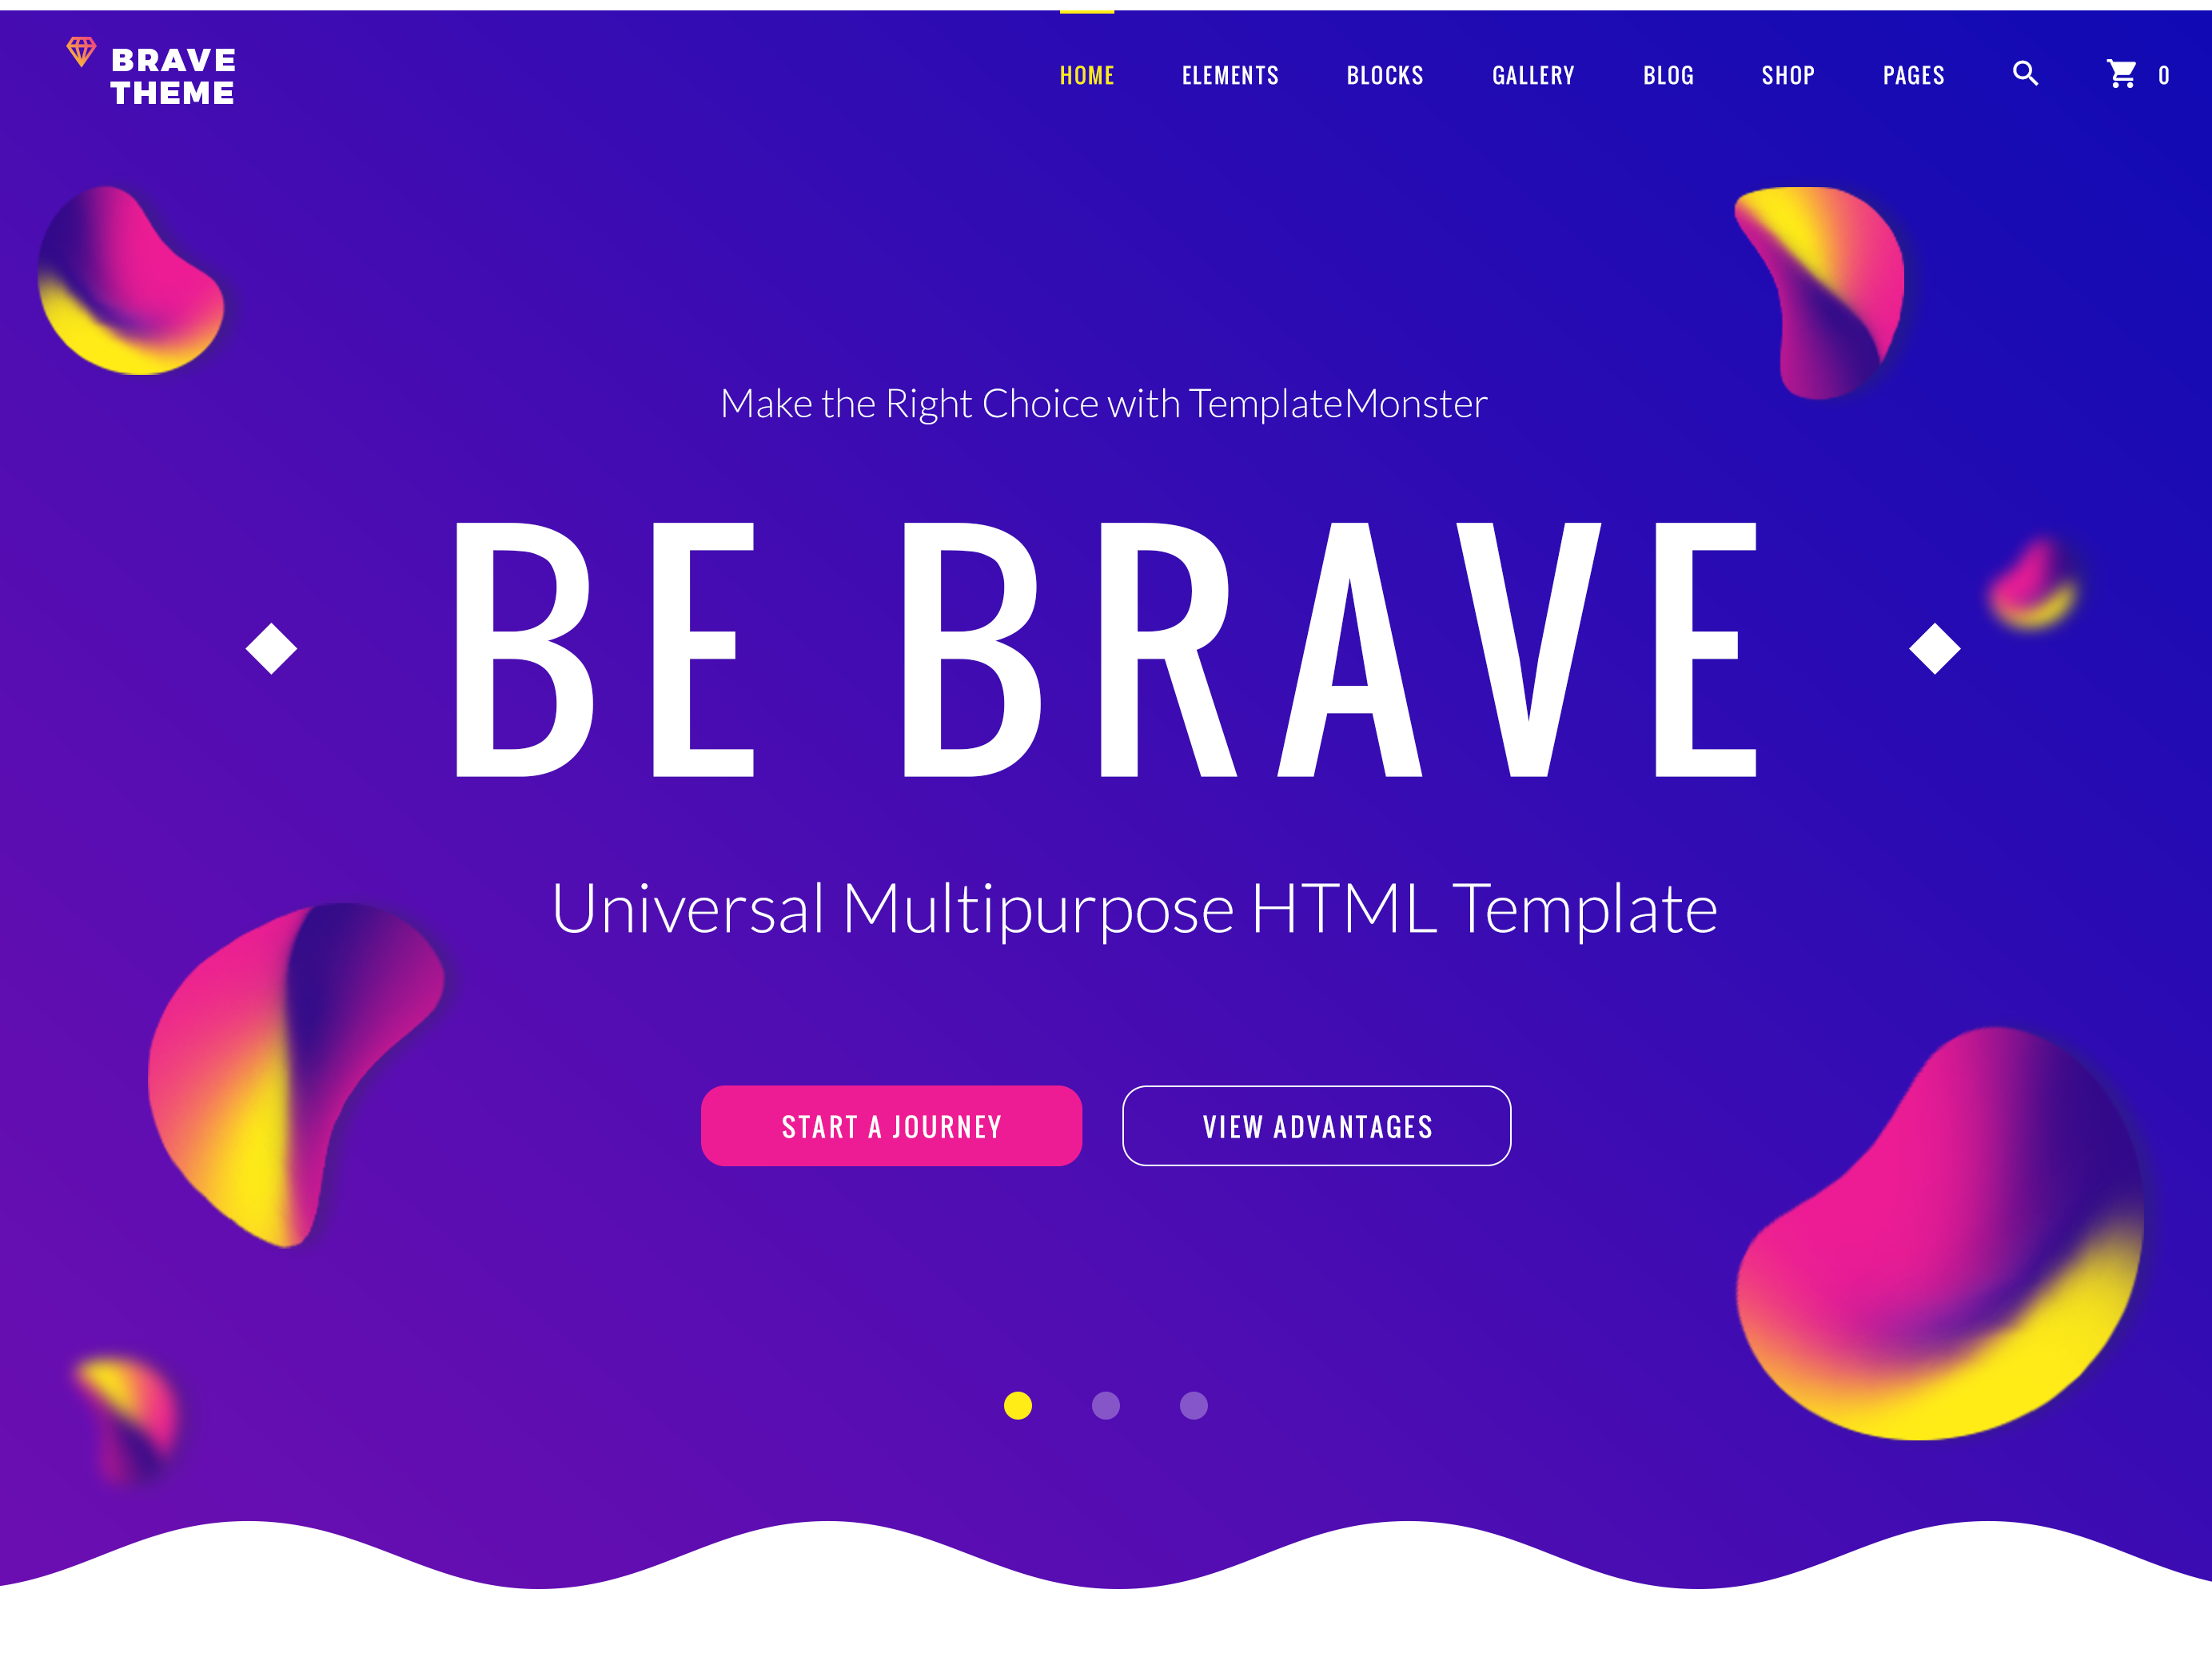 BRAVE
THEME
HOME ELEMENTS BLOCKS GALLERY BLOG SHOP PAGES 0
Make the Right Choice with TemplateMonster
BE BRAVE
Universal Multipurpose HTML Template
START A JOURNEY VIEW ADVANTAGES